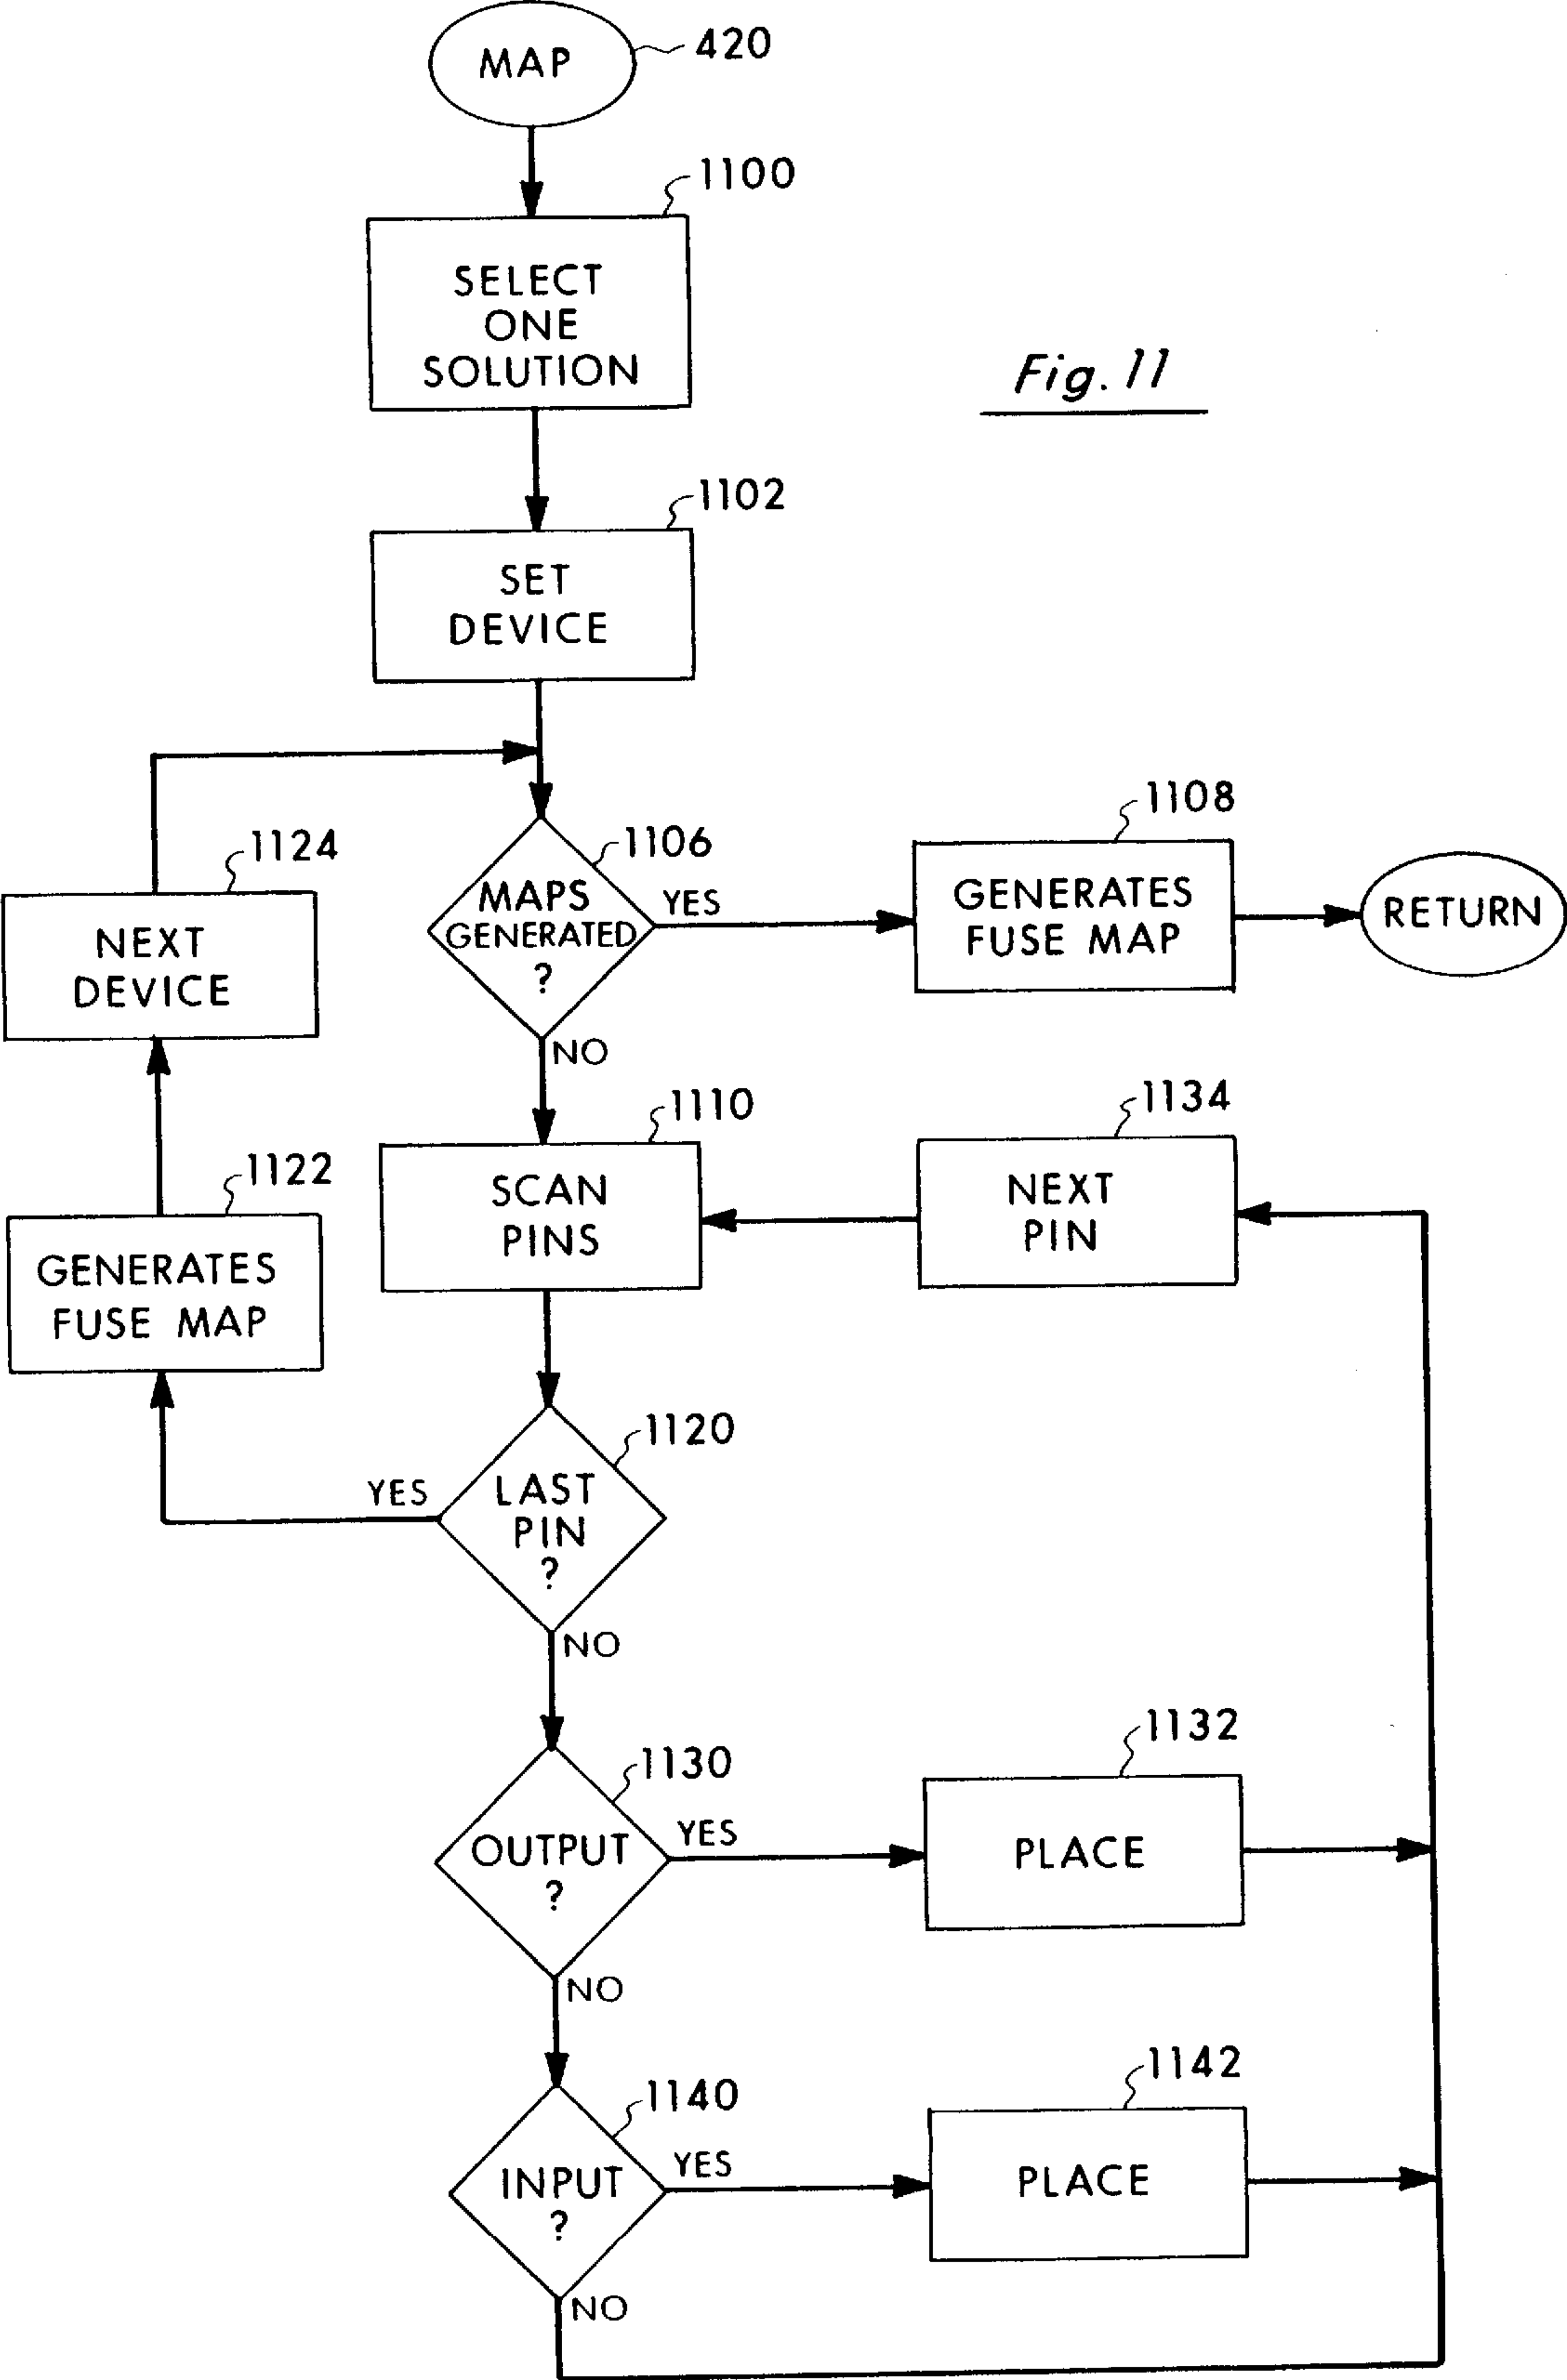 MAP
420
1100
SELECT
ONE
SOLUTION
Fig. 11
1102
SET
DEVICE
1124
NEXT
DEVICE
1106
MAPS
GENERATED
?
YES
NO
1108
GENERATES
FUSE MAP
RETURN
1122
GENERATES
FUSE MAP
1110
SCAN
PINS
1134
NEXT
PIN
1120
LAST
PIN
?
YES
NO
1130
OUTPUT
?
YES
NO
1132
PLACE
1140
INPUT
?
YES
NO
1142
PLACE